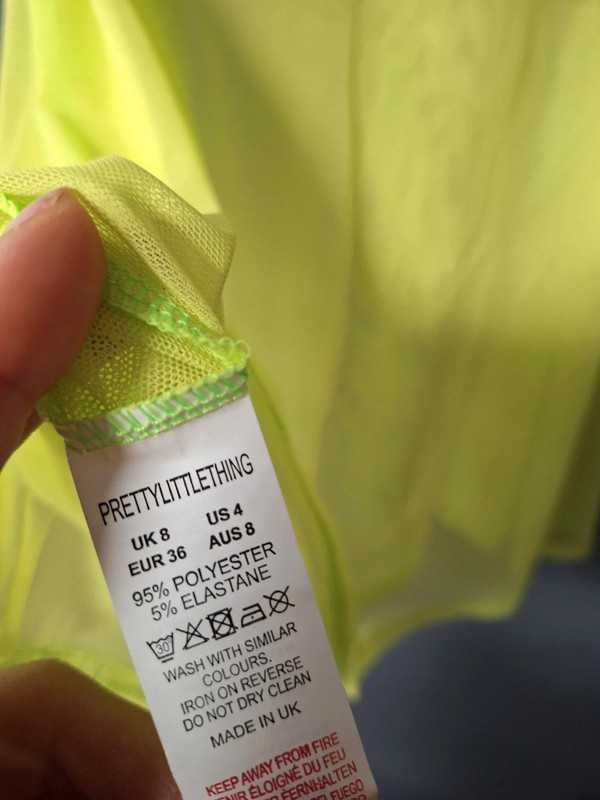 PRETTYLITTLETHING
UK 8 US 4
EUR 36 AUS 8
95% POLYESTER
5% ELASTANE
30
WASH WITH SIMILAR
COLOURS.
IRON ON REVERSE
DO NOT DRY CLEAN
MADE IN UK
KEEP AWAY FROM FIRE
ÉLOIGNÉ DU FEU
FUEGO